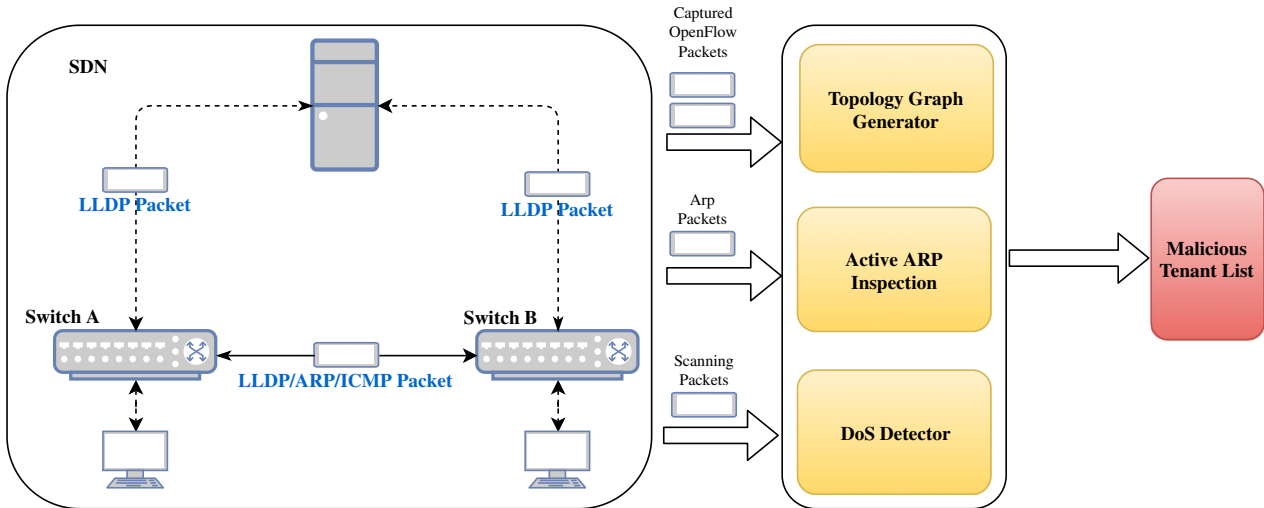 SDN
LLDP Packet
LLDP Packet
Switch A
Switch B
LLDP/ARP/ICMP Packet
Captured
OpenFlow
Packets
Arp
Packets
Scanning
Packets
Topology Graph
Generator
Active ARP
Inspection
DoS Detector
Malicious
Tenant List